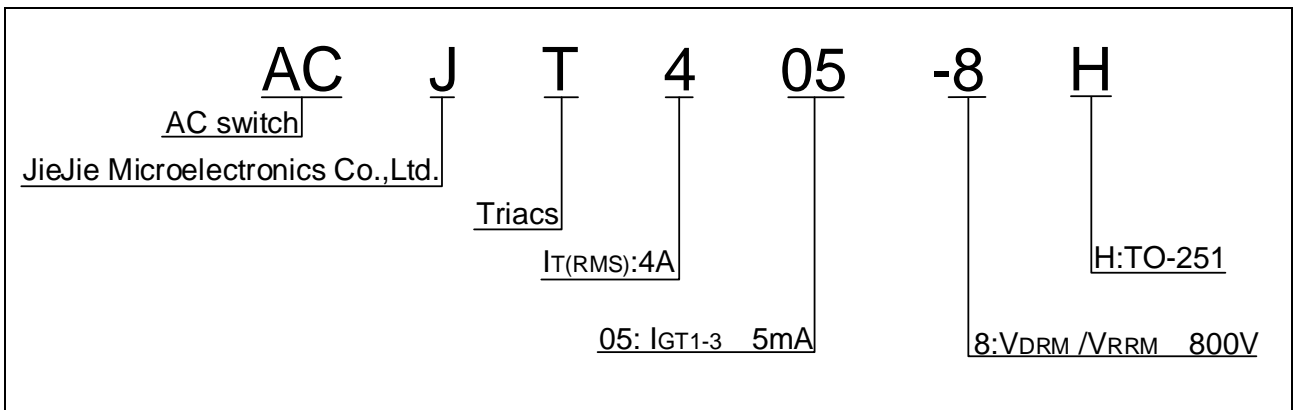 AC J T 4 05 -8 H
AC switch
JieJie Microelectronics Co.,Ltd.
Triacs
IT(RMS):4A
H:TO-251
05: IGT1-3 5mA
8:VDRM /VRRM 800V